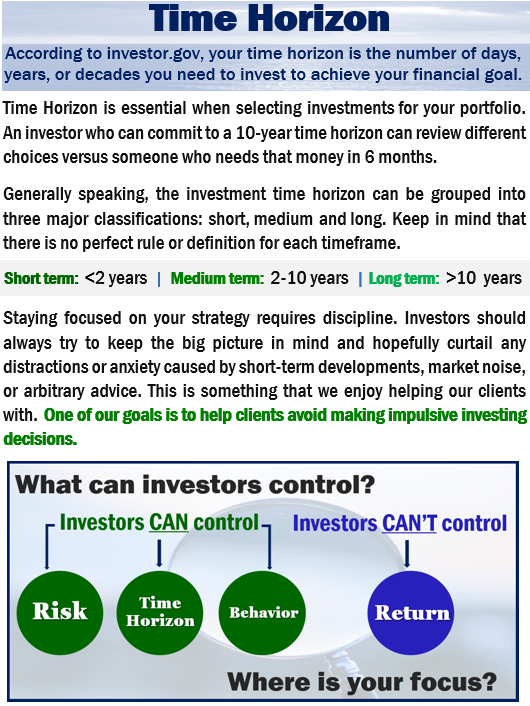 Time Horizon
According to investor.gov, your time horizon is the number of days,
years, or decades you need to invest to achieve your financial goal.
Time Horizon is essential when selecting investments for your portfolio.
An investor who can commit to a 10-year time horizon can review different
choices versus someone who needs that money in 6 months.
Generally speaking, the investment time horizon can be grouped into
three major classifications: short, medium and long. Keep in mind that
there is no perfect rule or definition for each timeframe.
Short term: <2 years | Medium term: 2-10 years | Long term: >10 years
Staying focused on your strategy requires discipline. Investors should
always try to keep the big picture in mind and hopefully curtail any
distractions or anxiety caused by short-term developments, market noise,
or arbitrary advice. This is something that we enjoy helping our clients
with. One of our goals is to help clients avoid making impulsive investing
decisions.
What can investors control?
Investors CAN control
Investors CAN'T control
Risk
Time
Horizon
Behavior
Return
Where is your focus?